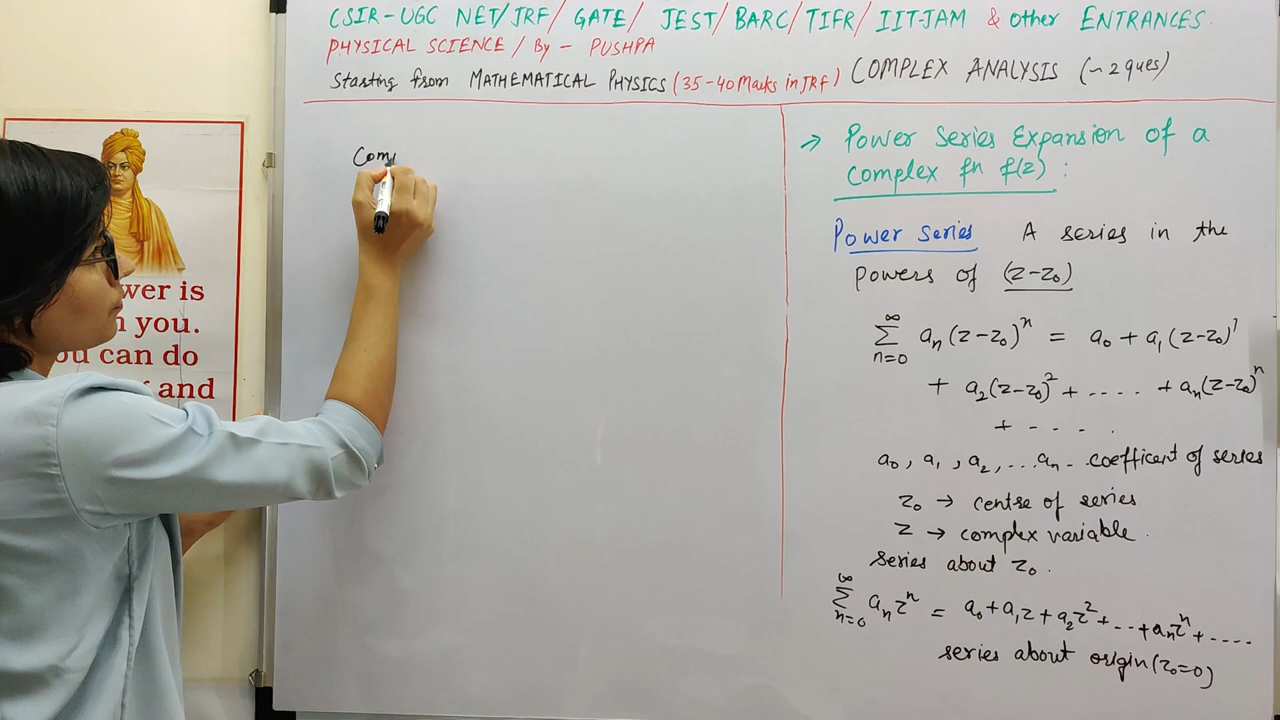 CSIR-UGC NET/JRF/ GATE/ JEST/BARC/TIFR/ IIT-JAM & other ENTRANCES.
PHYSICAL SCIENCE / By - PUSHPA
Starting from MATHEMATICAL PHYSICS (35-40 Marks in JRF) COMPLEX ANALYSIS (~2 ques)
Com
wer is
you.
ou can do
and
→ Power Series Expansion of a
complex fn f(z) :
Power series A series in the
powers of (z-z₀)
∞
∑ aₙ(z-z₀)ⁿ = a₀ + a₁(z-z₀)¹
n=0
+ a₂(z-z₀)² + .... + aₙ(z-z₀)ⁿ
+ - - - .
a₀, a₁, a₂, ...aₙ - coefficent of series
z₀ → centre of series
z → complex variable.
series about z₀.
∞
∑ aₙzⁿ = a₀+a₁z+a₂z²+...+aₙzⁿ+....
n=0
series about origin (z₀=0)